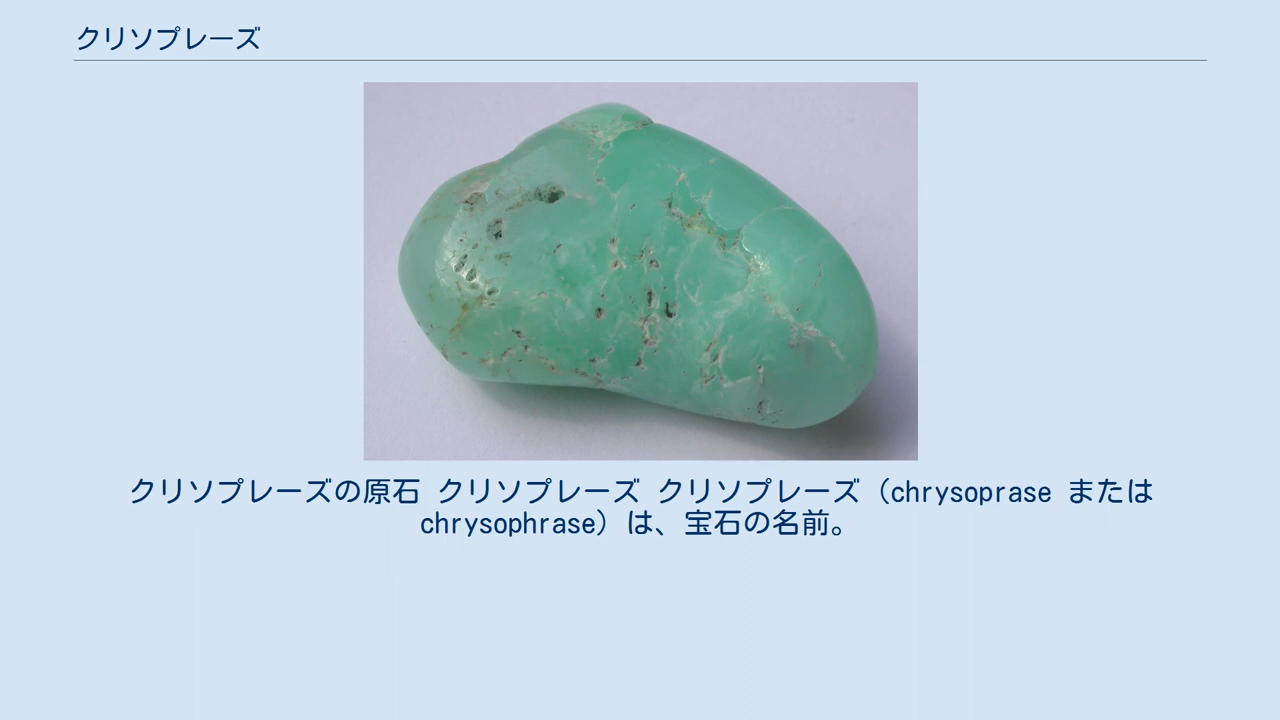 クリソプレーズ
クリソプレーズの原石 クリソプレーズ クリソプレーズ（chrysoprase または
chrysophrase）は、宝石の名前。